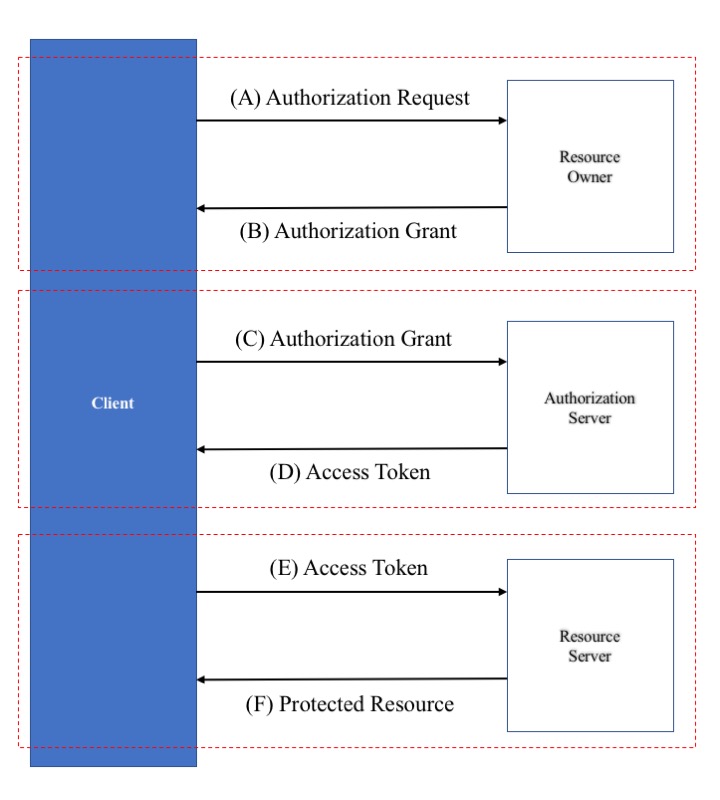 (A) Authorization Request
Resource
Owner
(B) Authorization Grant
(C) Authorization Grant
Client
Authorization
Server
(D) Access Token
(E) Access Token
Resource
Server
(F) Protected Resource